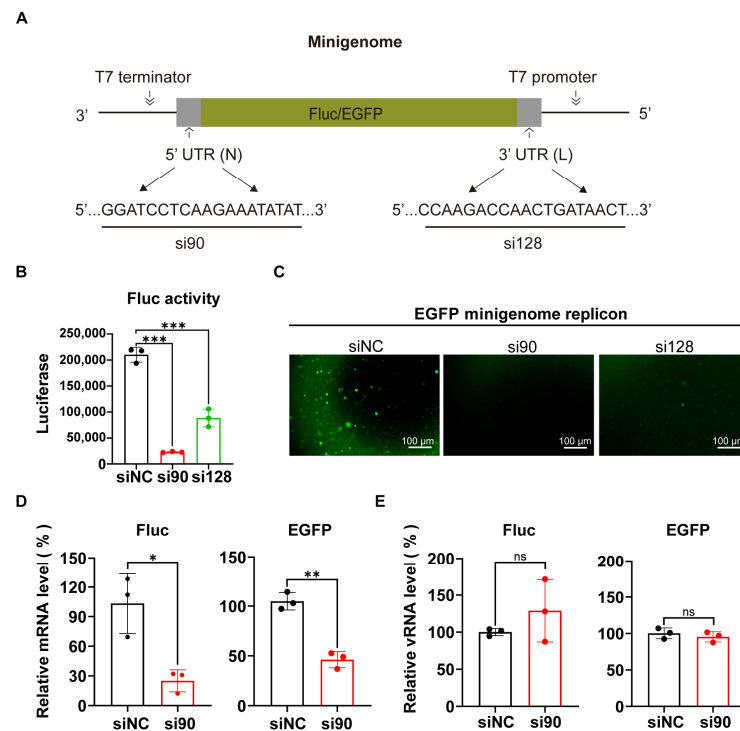 A
Minigenome
T7 terminator
T7 promoter
3’
Fluc/EGFP
5’
5’ UTR (N)
3’ UTR (L)
5’...GGATCCTCAAGAAATATAT...3’
5’...CCAAGACCAACTGATAACT...3’
si90
si128
B
Fluc activity
Luciferase
250,000
200,000
150,000
100,000
50,000
0
***
***
siNC si90 si128
C
EGFP minigenome replicon
siNC
si90
si128
100 µm
100 µm
100 µm
D
Relative mRNA level ( % )
Fluc
150
120
90
60
30
0
*
siNC si90
EGFP
150
100
50
0
**
siNC si90
E
Relative vRNA level ( % )
Fluc
200
150
100
50
0
ns
siNC si90
EGFP
200
150
100
50
0
ns
siNC si90